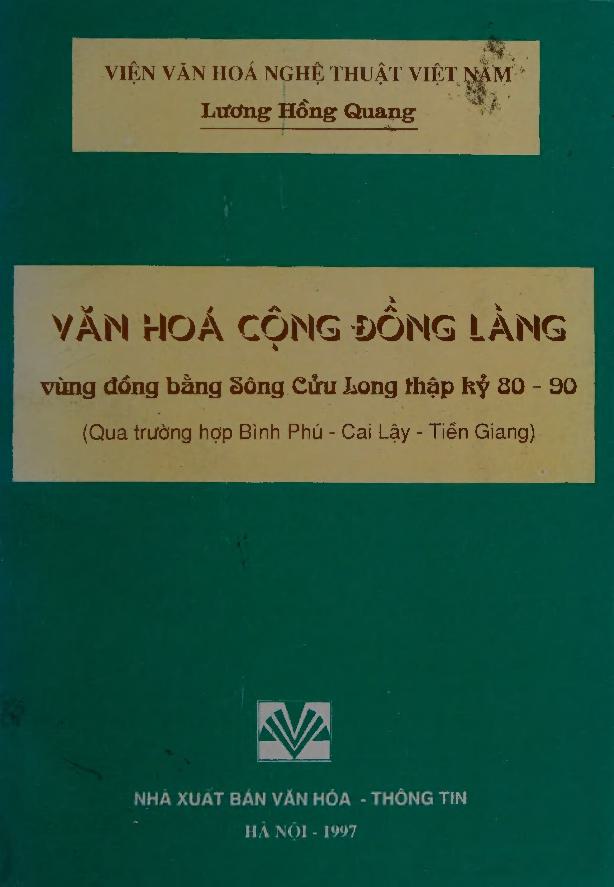 VIỆN VĂN HOÁ NGHỆ THUẬT VIỆT NAM
Lương Hồng Quang
VĂN HOÁ CỘNG ĐỒNG LÀNG
vùng đồng bằng Sông Cửu Long thập kỷ 80 - 90
(Qua trường hợp Bình Phú - Cai Lậy - Tiền Giang)
NHÀ XUẤT BẢN VĂN HÓA - THÔNG TIN
HÀ NỘI - 1997